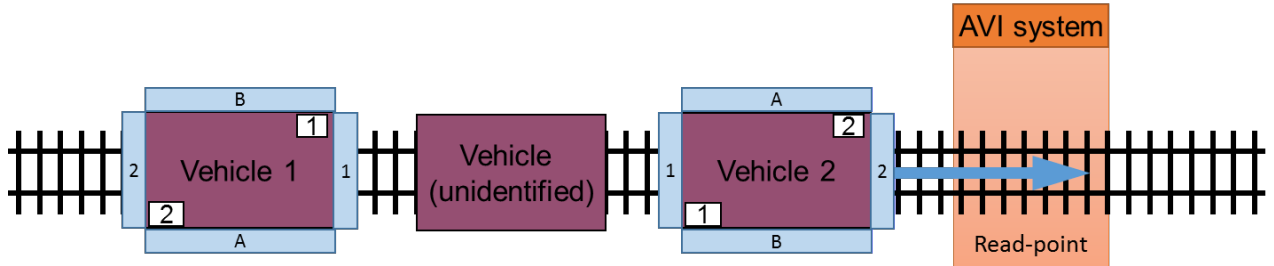 AVI system
B
1
2
Vehicle 1
1
2
A
Vehicle
(unidentified)
A
2
1
Vehicle 2
2
1
B
Read-point